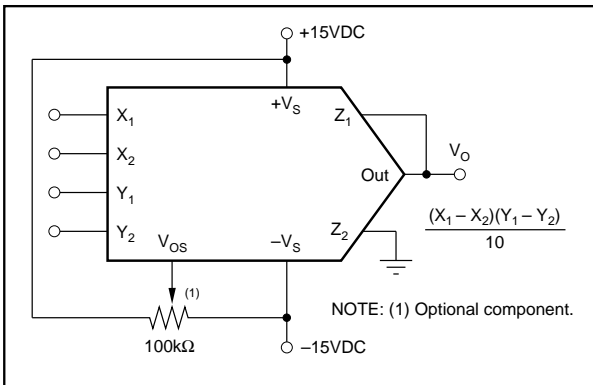 +15VDC
+VS
X1
Z1
X2
VO
Out
Y1
(X1 – X2)(Y1 – Y2)
10
Y2
VOS
–VS
Z2
(1)
NOTE: (1) Optional component.
100kΩ
–15VDC